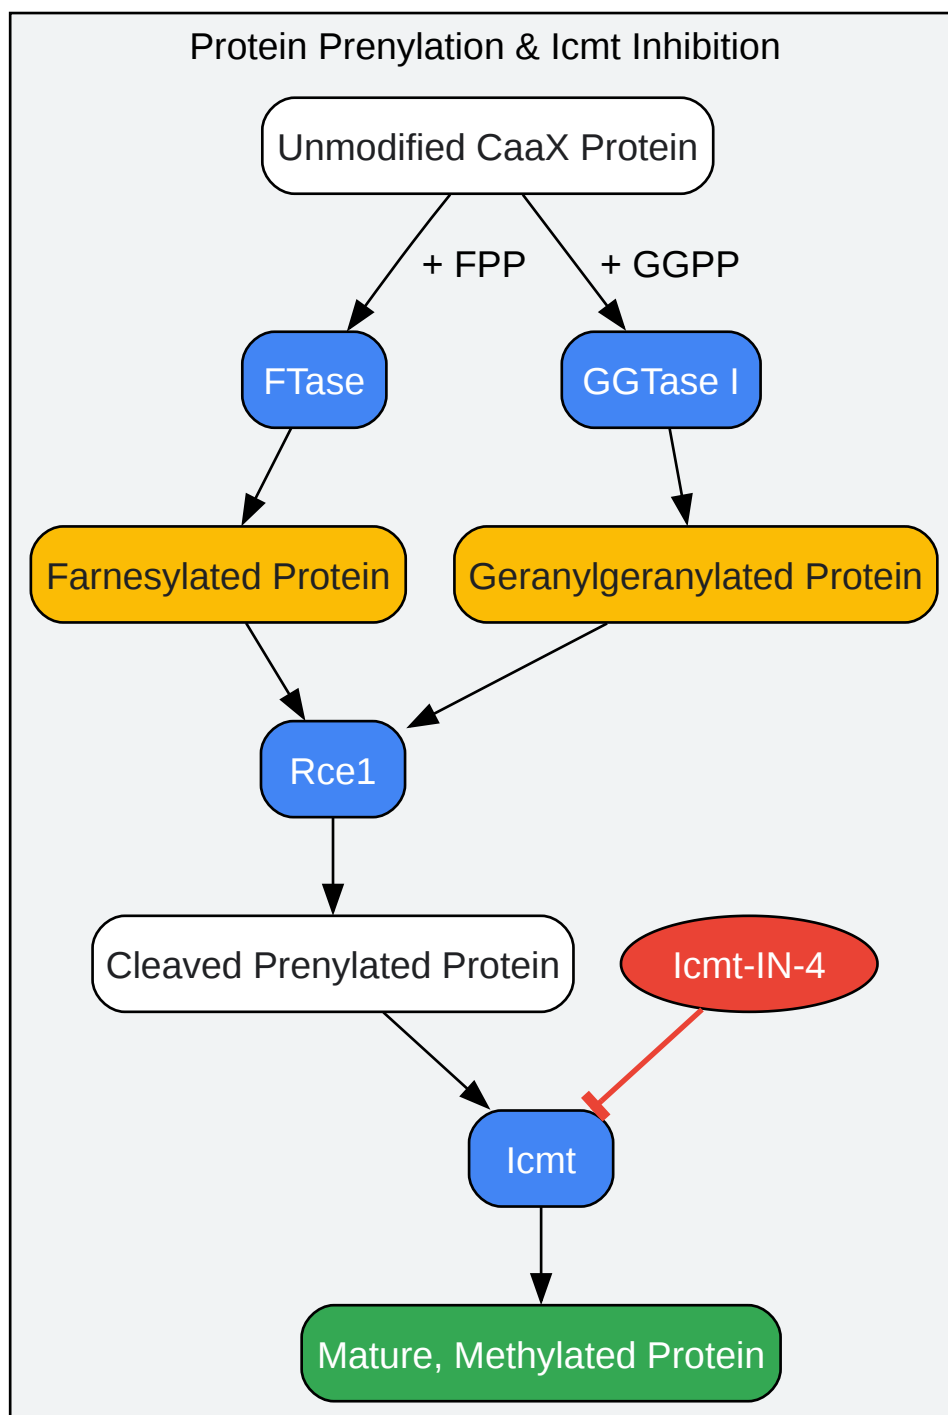 Protein Prenylation & Icmt Inhibition
Unmodified CaaX Protein
+ FPP
+ GGPP
FTase
GGTase I
Farnesylated Protein
Geranylgeranylated Protein
Rce1
Cleaved Prenylated Protein
Icmt-IN-4
Icmt
Mature, Methylated Protein